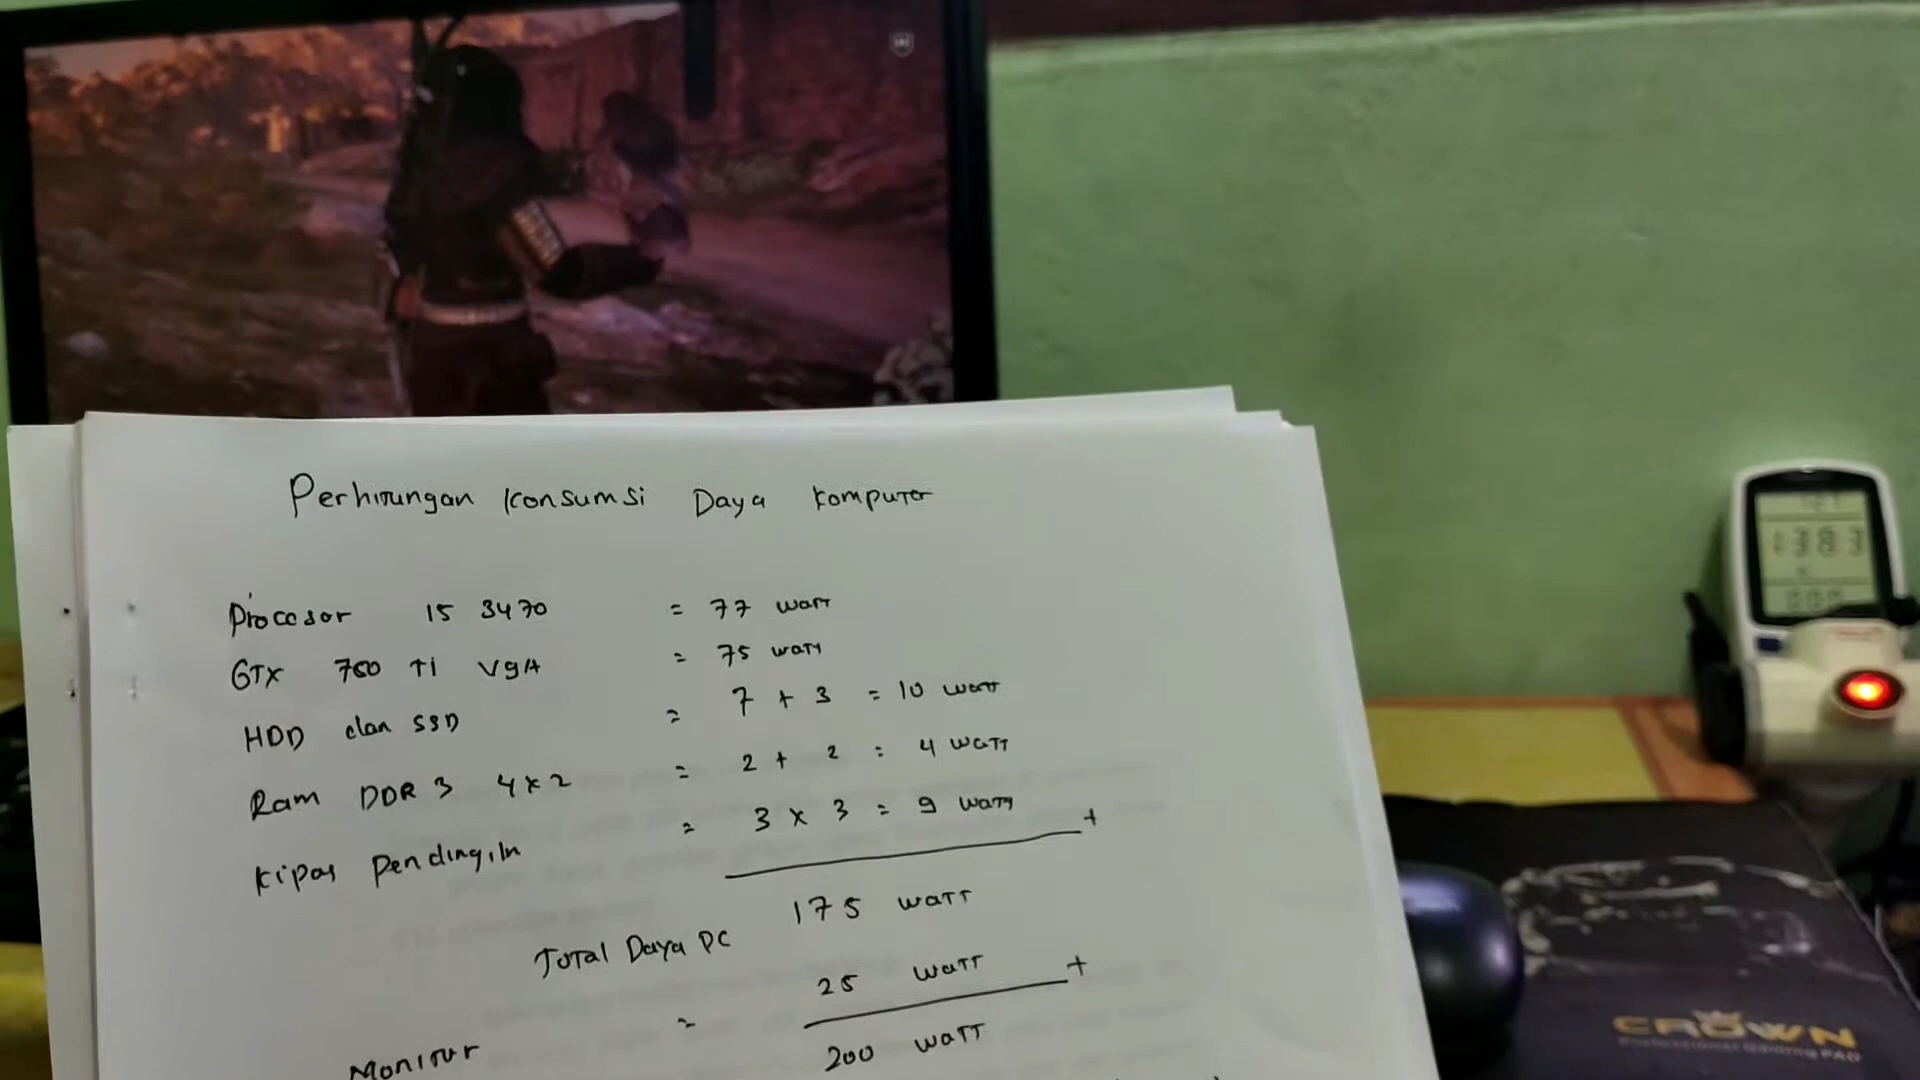 Perhitungan Konsumsi Daya Komputer
Procesor i5 3470 = 77 watt
GTX 750 Ti VgA = 75 watt
HDD dan SSD = 7 + 3 = 10 watt
Ram DDR 3 4x2 = 2 + 2 = 4 watt
Kipas Pendingin = 3 x 3 = 9 watt +
Total Daya PC 175 watt
Monitor = 25 watt +
200 watt
CROWN